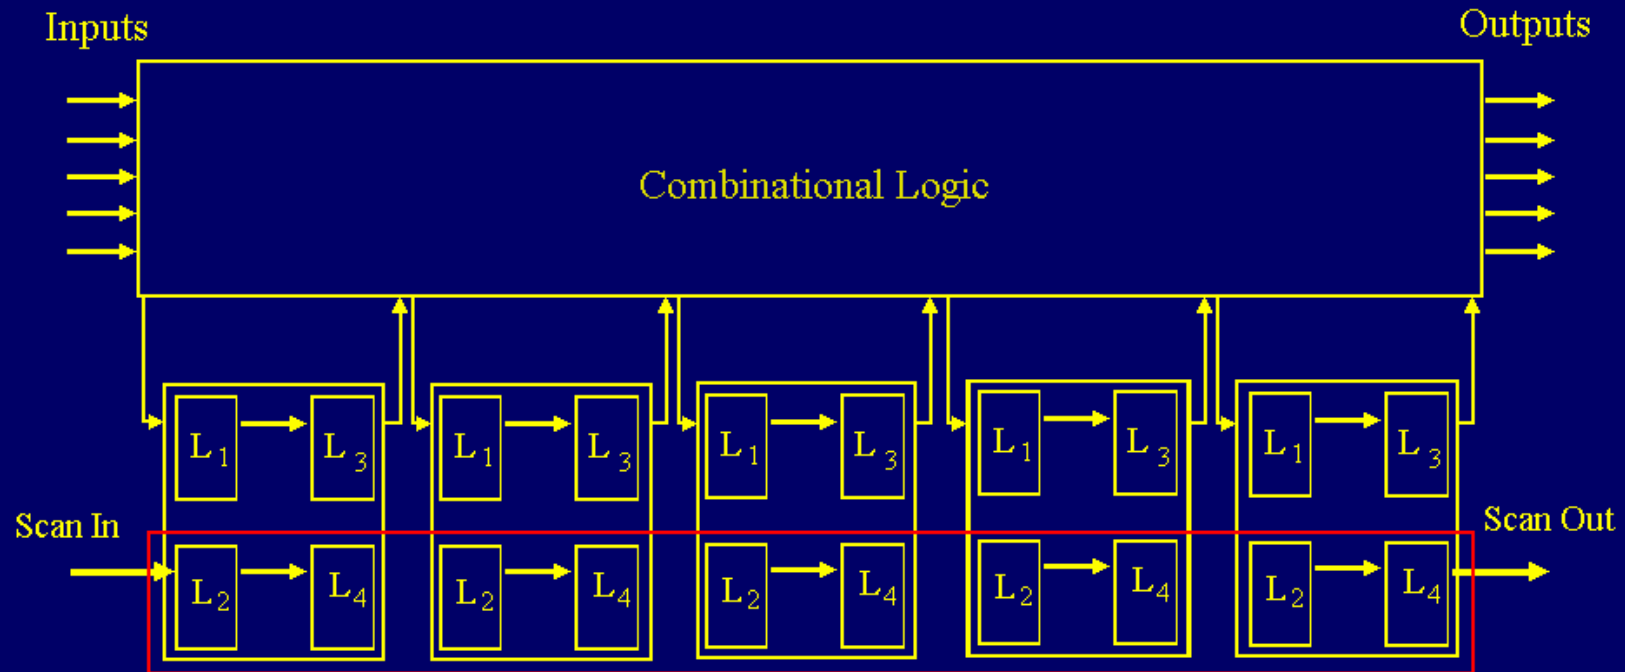 Inputs
Outputs
Combinational Logic
L1 L3 L1 L3 L1 L3 L1 L3 L1 L3
Scan In
Scan Out
L2 L4 L2 L4 L2 L4 L2 L4 L2 L4